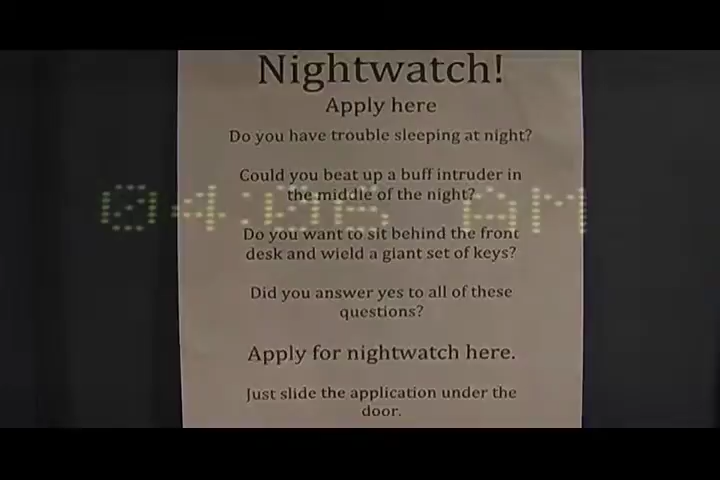 Nightwatch!
Apply here
Do you have trouble sleeping at night?
Could you beat up a buff intruder in
the middle of the night?
04:06 AM
Do you want to sit behind the front
desk and wield a giant set of keys?
Did you answer yes to all of these
questions?
Apply for nightwatch here.
Just slide the application under the
door.